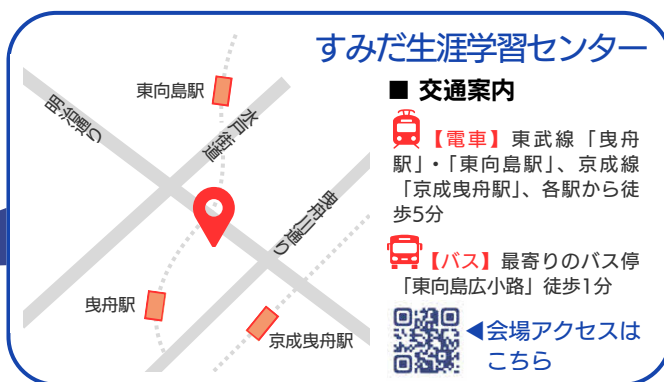 すみだ生涯学習センター
■ 交通案内
【電車】東武線「曳舟
駅」・「東向島駅」、京成線
「京成曳舟駅」、各駅から徒
歩5分
【バス】最寄りのバス停
「東向島広小路」徒歩1分
◀会場アクセスは
こちら
東向島駅
明治通り
水戸街道
曳舟川通り
曳舟駅
京成曳舟駅